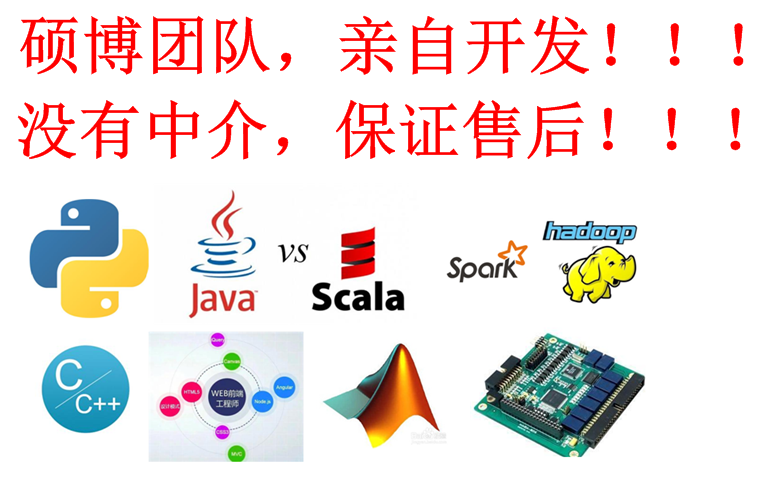 硕博团队，亲自开发！！！
没有中介，保证售后！！！
Java
vs
Scala
Spark
hadoop
C
C++
jQuery
Canvas
HTML5
Angular
WEB前端
工程师
Node.js
设计模式
CSS3
MVC